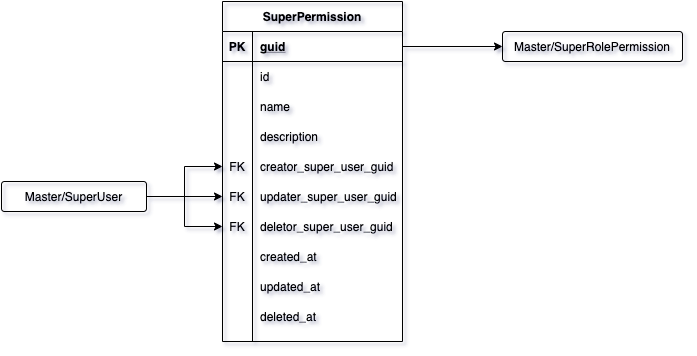 SuperPermission
PK guid
Master/SuperRolePermission
id
name
description
FK creator_super_user_guid
Master/SuperUser
FK updater_super_user_guid
FK deletor_super_user_guid
created_at
updated_at
deleted_at